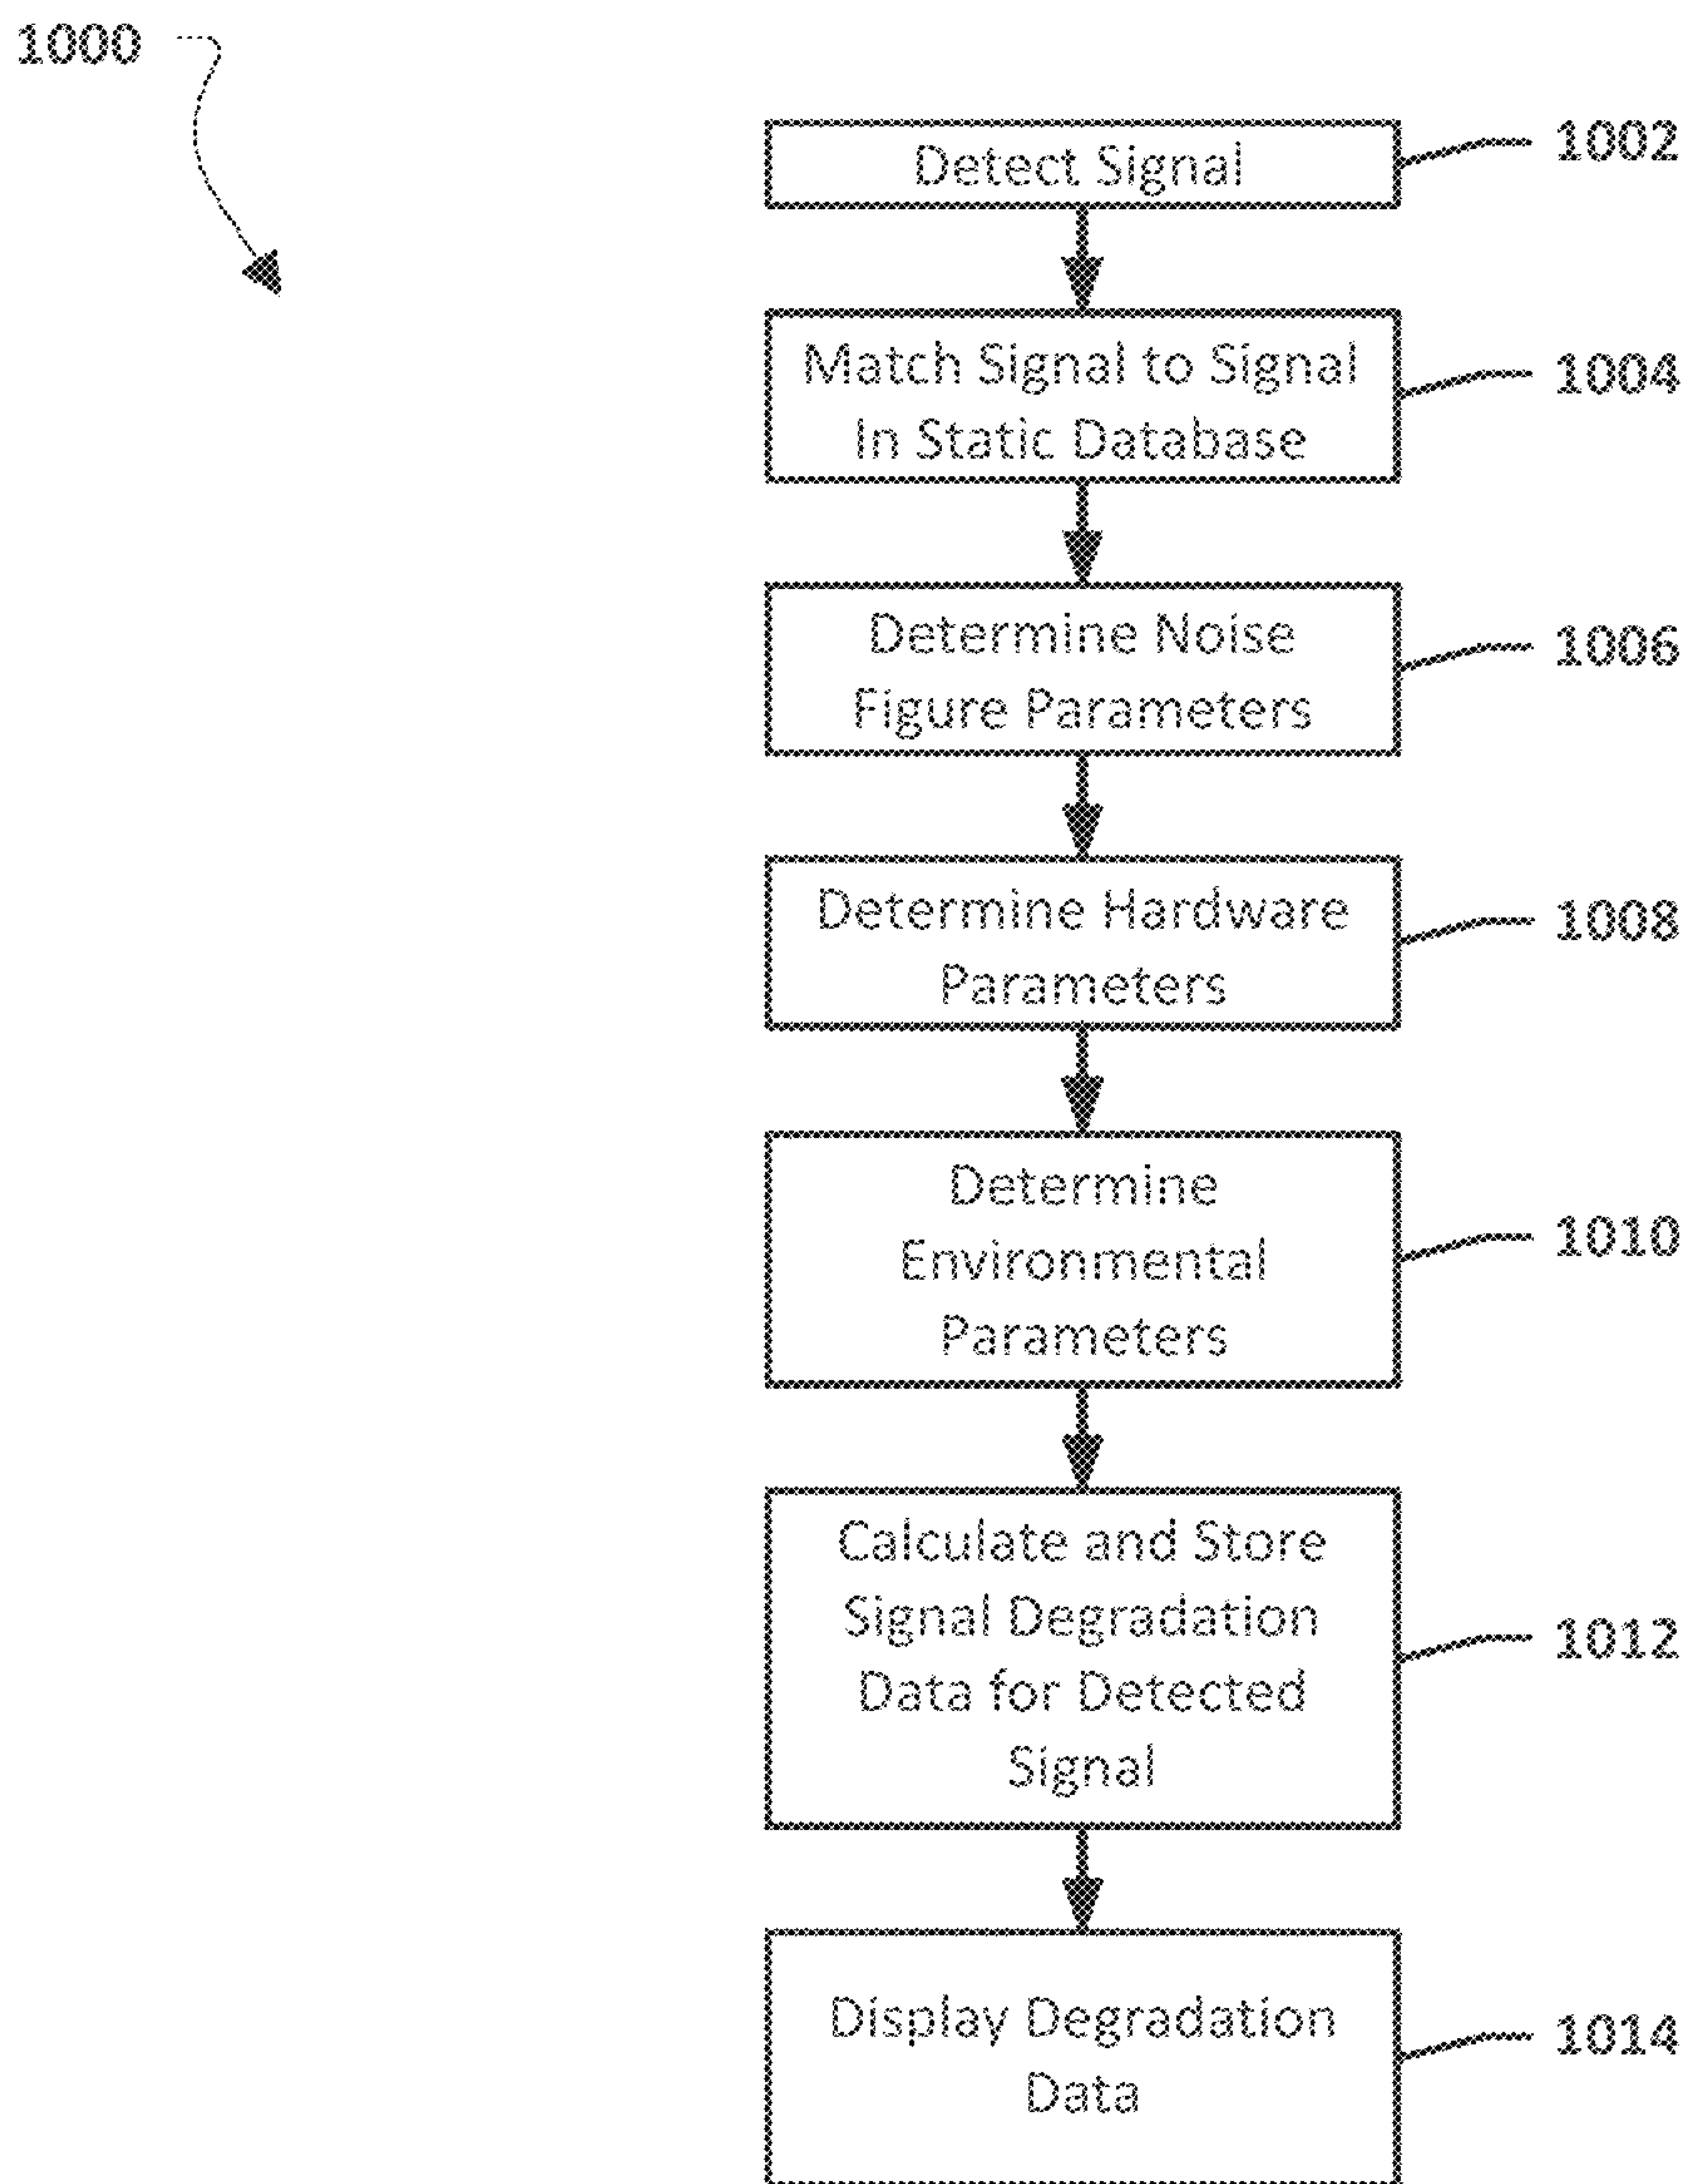 1000
Detect Signal
1002
Match Signal to Signal
In Static Database
1004
Determine Noise
Figure Parameters
1006
Determine Hardware
Parameters
1008
Determine
Environmental
Parameters
1010
Calculate and Store
Signal Degradation
Data for Detected
Signal
1012
Display Degradation
Data
1014